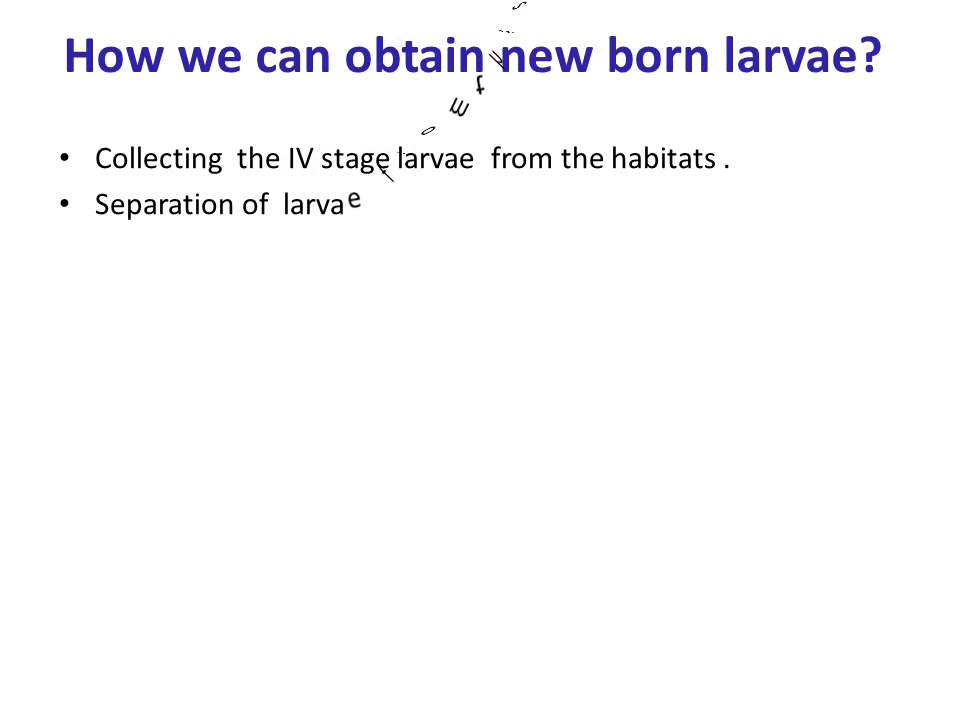 How we can obtain new born larvae?
• Collecting the IV stage larvae from the habitats .
• Separation of larvae